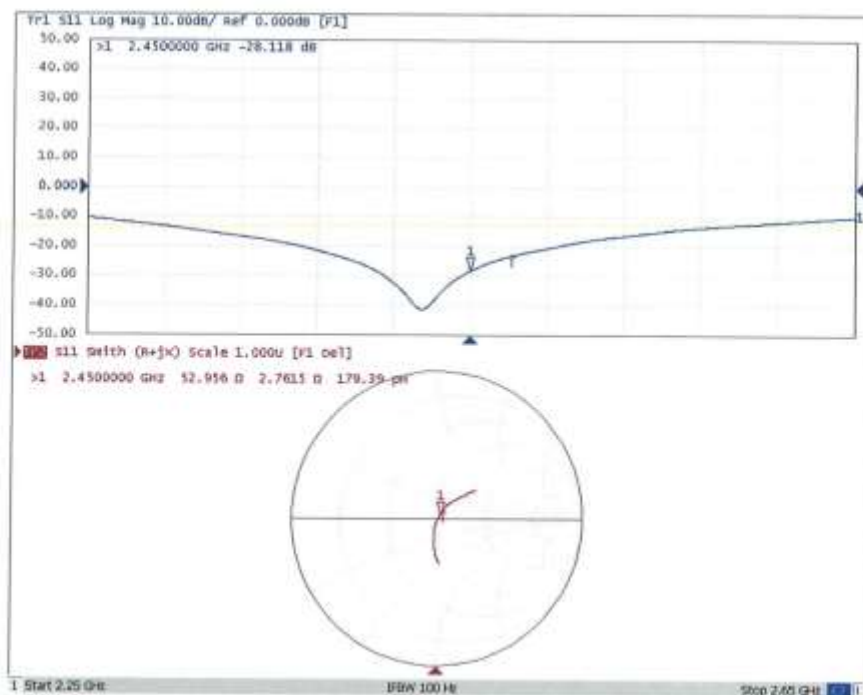 Tr1 S11 Log Mag 10.00dB/ Ref 0.000dB [F1]
50.00
>1 2.4500000 GHz -28.118 dB
40.00
30.00
20.00
10.00
0.000
-10.00
1
-20.00
1
-30.00
-40.00
-50.00
S11 Smith (R+jX) Scale 1.000U [F1 Del]
>1 2.4500000 GHz 52.956 Ω 2.7615 Ω 179.39 pH
1
1 Start 2.25 GHz
IFBW 100 Hz
Stop 2.65 GHz